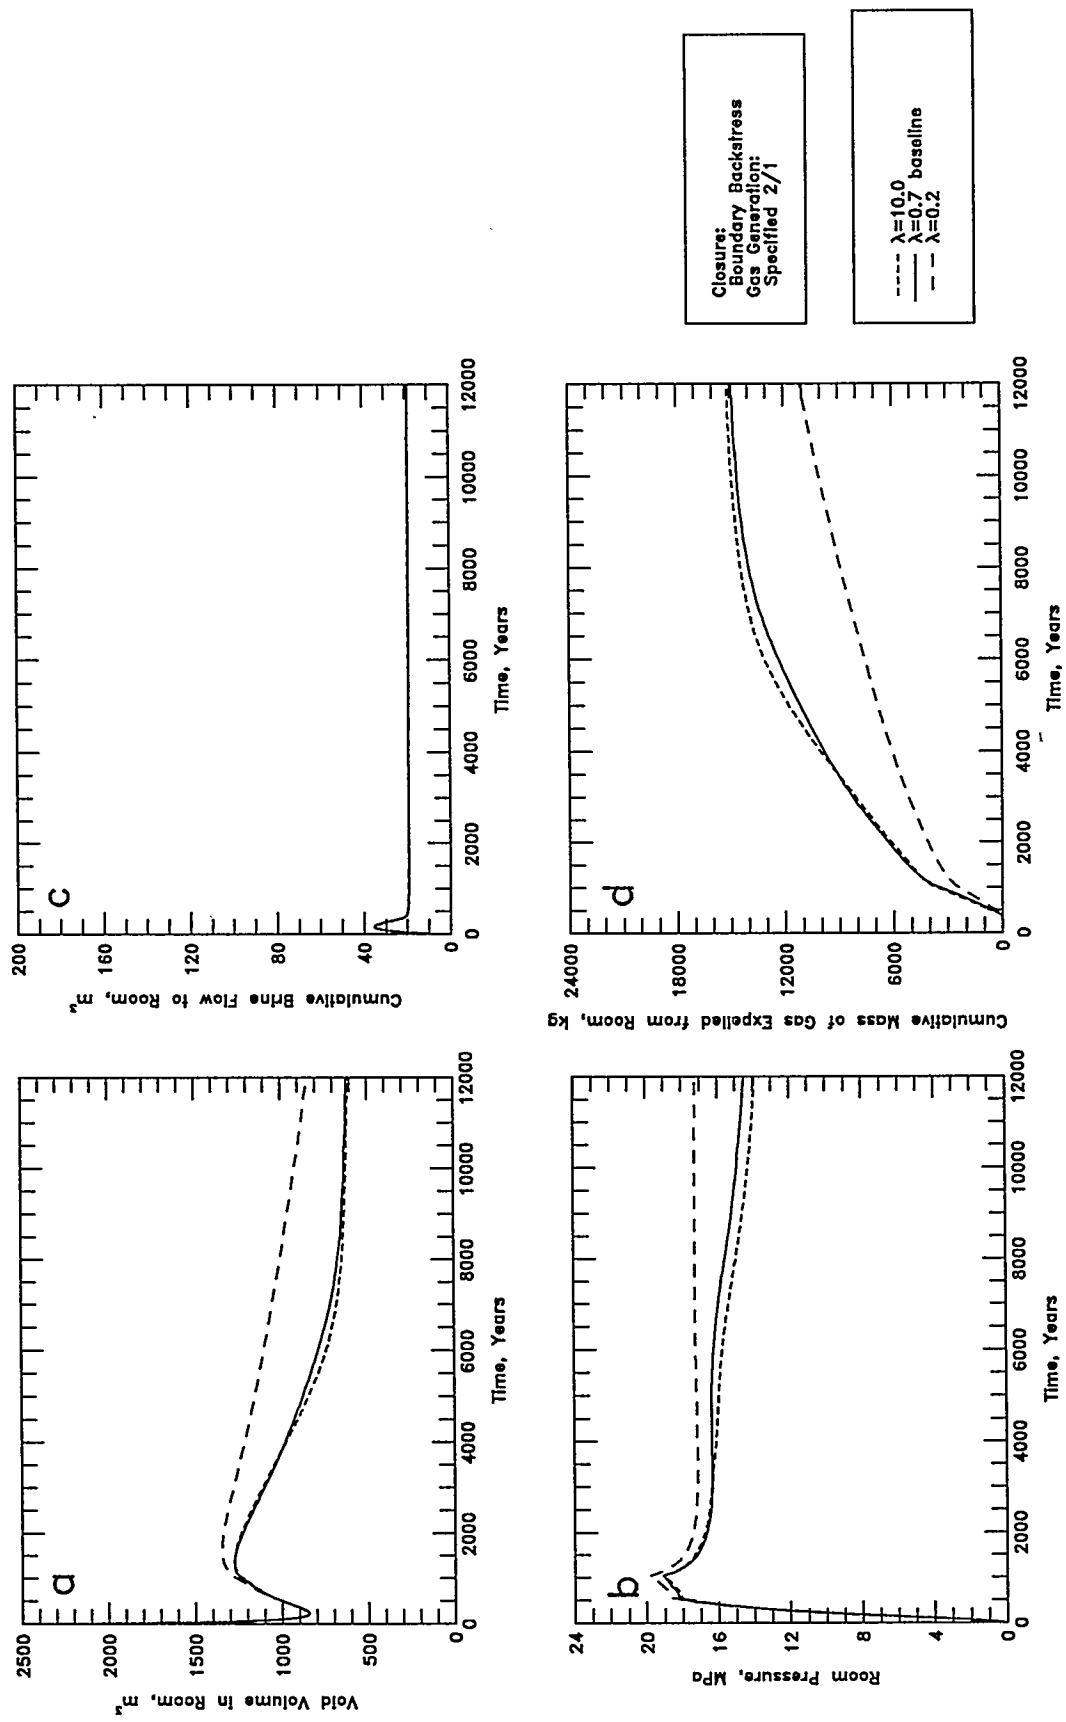 a
Void Volume in Room, m³
2500
2000
1500
1000
500
0
0
2000
4000
6000
8000
10000
12000
Time, Years
c
Cumulative Brine Flow to Room, m³
200
160
120
80
40
0
0
2000
4000
6000
8000
10000
12000
Time, Years
b
Room Pressure, MPa
24
20
16
12
8
4
0
0
2000
4000
6000
8000
10000
12000
Time, Years
d
Cumulative Mass of Gas Expelled from Room, kg
24000
18000
12000
6000
0
0
2000
4000
6000
8000
10000
12000
Time, Years
Closure:
Boundary Backstress
Gas Generation:
Specified 2/1
λ=10.0
λ=0.7 baseline
λ=0.2